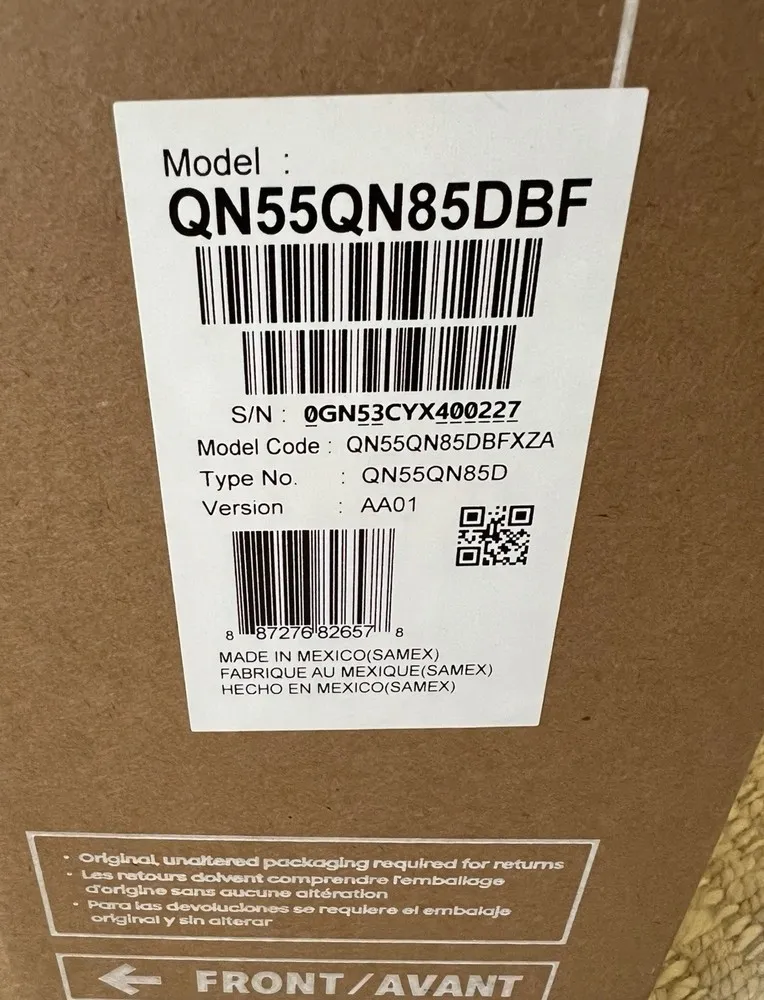 Model :
QN55QN85DBF
S/N : 0GN53CYX400227
Model Code : QN55QN85DBFXZA
Type No. : QN55QN85D
Version : AA01
8 87276 82657 8
MADE IN MEXICO(SAMEX)
FABRIQUE AU MEXIQUE(SAMEX)
HECHO EN MEXICO(SAMEX)
• Original, unaltered packaging required for returns
• Les retours doivent comprendre l'emballage
d'origine sans aucune altération
• Para las devoluciones se requiere el embalaje
original y sin alterar
← FRONT/AVANT